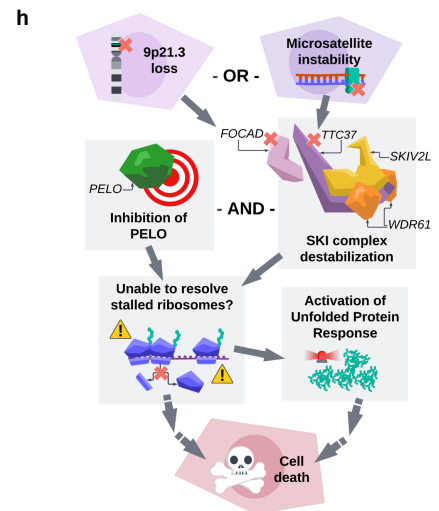 h
9p21.3
loss
- OR -
Microsatellite
instability
FOCAD
TTC37
SKIV2L
PELO
WDR61
Inhibition of
PELO
- AND -
SKI complex
destabilization
Unable to resolve
stalled ribosomes?
!
!
Activation of
Unfolded Protein
Response
Cell
death